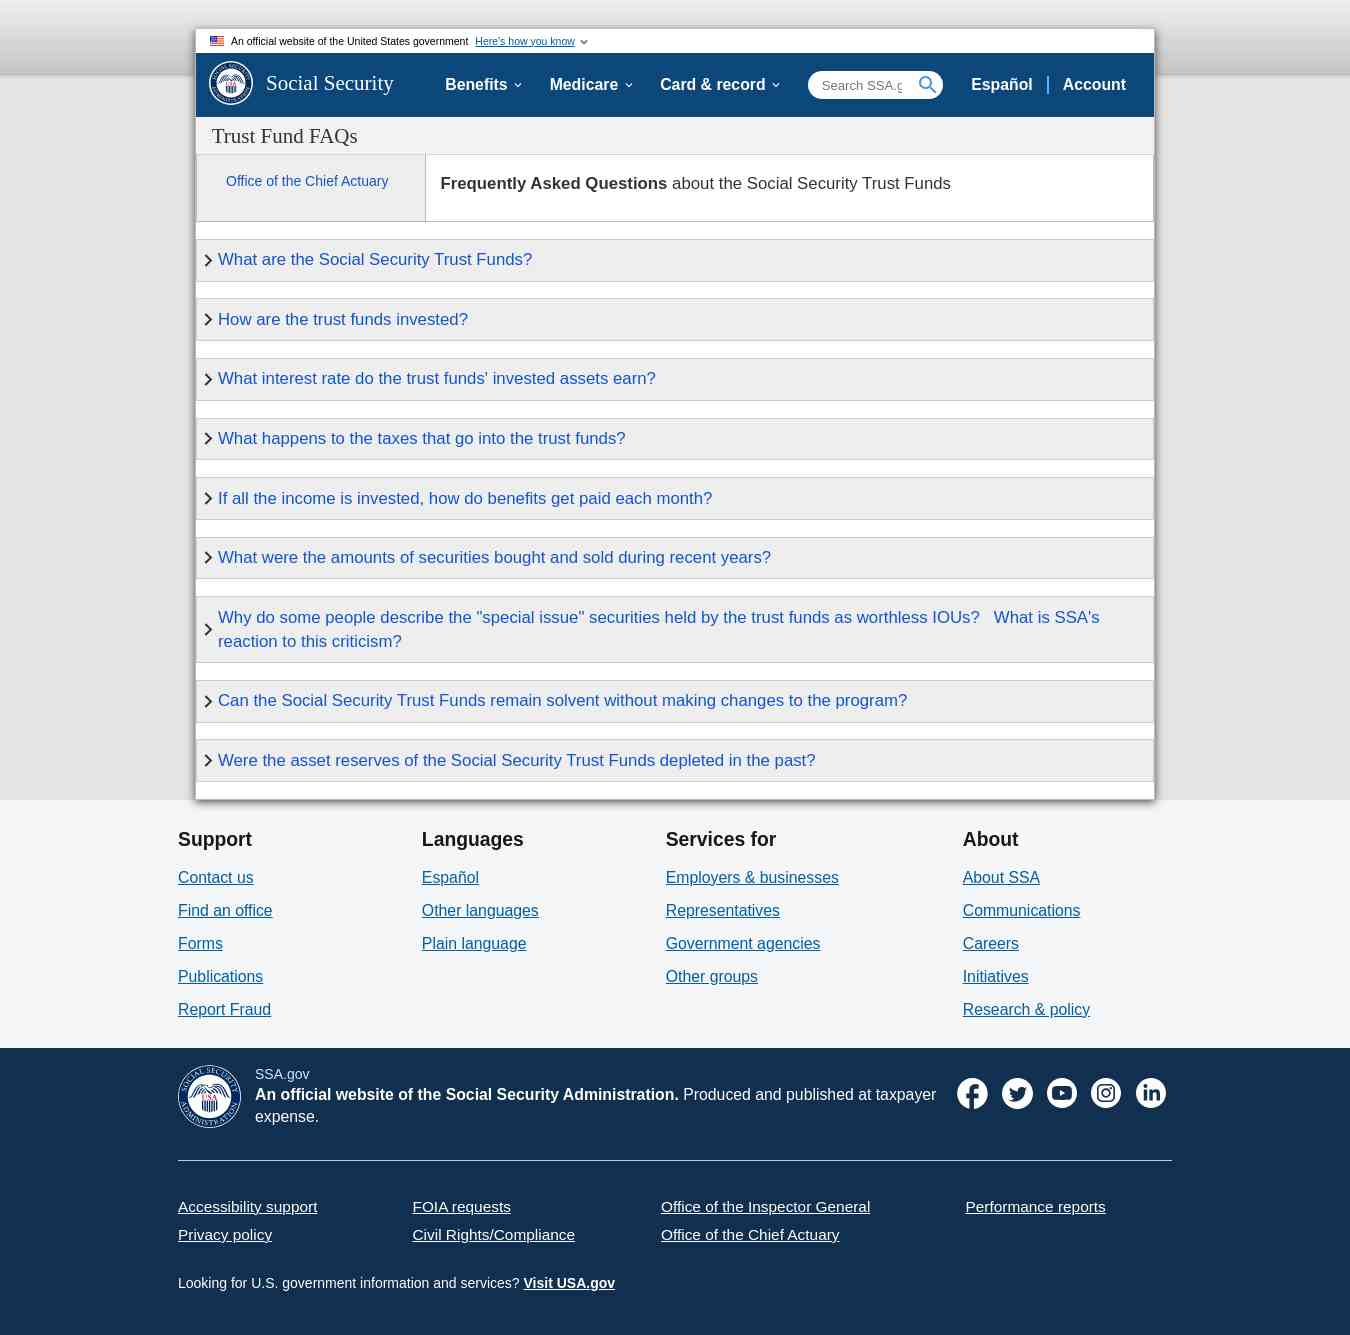 An official website of the United States government Here's how you know
Social Security
Benefits
Medicare
Card & record
Search SSA.g
Español
Account
Trust Fund FAQs
Office of the Chief Actuary
Frequently Asked Questions about the Social Security Trust Funds
What are the Social Security Trust Funds?
How are the trust funds invested?
What interest rate do the trust funds' invested assets earn?
What happens to the taxes that go into the trust funds?
If all the income is invested, how do benefits get paid each month?
What were the amounts of securities bought and sold during recent years?
Why do some people describe the "special issue" securities held by the trust funds as worthless IOUs? What is SSA's
reaction to this criticism?
Can the Social Security Trust Funds remain solvent without making changes to the program?
Were the asset reserves of the Social Security Trust Funds depleted in the past?
Support
Contact us
Find an office
Forms
Publications
Report Fraud
Languages
Español
Other languages
Plain language
Services for
Employers & businesses
Representatives
Government agencies
Other groups
About
About SSA
Communications
Careers
Initiatives
Research & policy
SOCIAL SECURITY
USA
ADMINISTRATION
SSA.gov
An official website of the Social Security Administration. Produced and published at taxpayer
expense.
Accessibility support
FOIA requests
Office of the Inspector General
Performance reports
Privacy policy
Civil Rights/Compliance
Office of the Chief Actuary
Looking for U.S. government information and services? Visit USA.gov